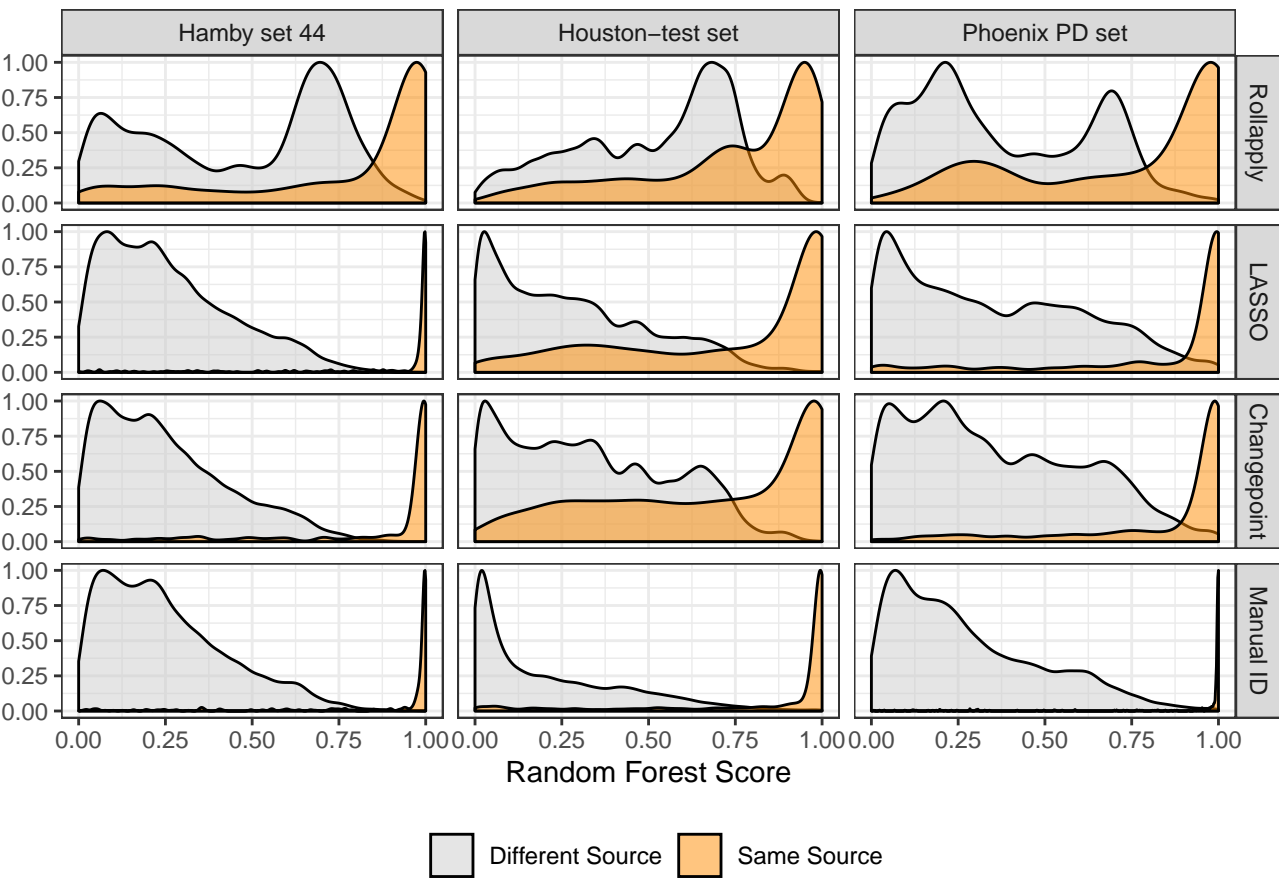 Hamby set 44 Houston−test set Phoenix PD set
1.00
0.75
0.50
0.25
0.00
Rollapply
1.00
0.75
0.50
0.25
0.00
LASSO
1.00
0.75
0.50
0.25
0.00
Changepoint
1.00
0.75
0.50
0.25
0.00
Manual ID
0.00 0.25 0.50 0.75 1.00 0.00 0.25 0.50 0.75 1.00 0.00 0.25 0.50 0.75 1.00
Random Forest Score
Different Source Same Source